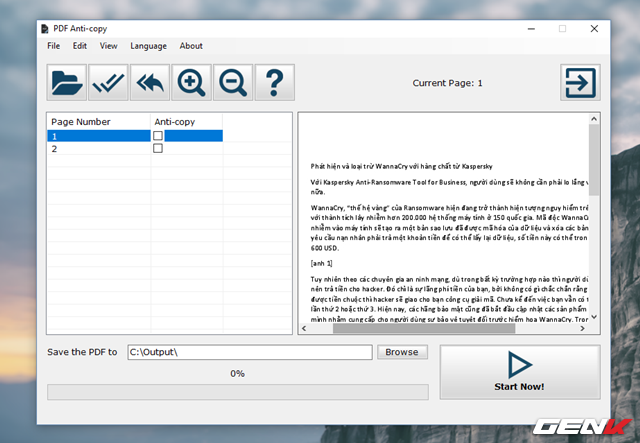 PDF Anti-copy
File Edit View Language About
Current Page: 1
Page Number Anti-copy
1
2
Phát hiện và loại trừ WannaCry với hàng chất từ Kaspersky
Với Kaspersky Anti-Ransomware Tool for Business, người dùng sẽ không cần phải lo lắng v
nữa.
WannaCry, "thế hệ vàng" của Ransomware hiện đang trở thành hiện tượng nguy hiểm trê
với thành tích lây nhiễm hơn 200.000 hệ thống máy tính ở 150 quốc gia. Mã độc WannaC
nhiễm vào máy tính sẽ tạo ra một bản sao lưu đã được mã hóa của dữ liệu và xóa các bản
yêu cầu nạn nhân phải trả một khoản tiền để có thể lấy lại dữ liệu, số tiền này có thể tron
600 USD.
[anh 1]
Tuy nhiên theo các chuyên gia an ninh mạng, dù trong bất kỳ trường hợp nào thì người dù
nên trả tiền cho hacker. Đó chỉ là sự lãng phí tiền của bạn, bởi không có gì chắc chắn rằng
được tiền chuộc thì hacker sẽ giao cho bạn công cụ giải mã. Chưa kể đến việc bạn vẫn có t
lần thứ 2 hoặc thứ 3. Hiện nay, các hãng bảo mật cũng đã bắt đầu cập nhật các sản phẩm
mình nhằm cung cấp cho người dùng sự bảo vệ tuyệt đối trước hiểm họa WannaCry. Tron
Save the PDF to C:\Output\ Browse
0%
Start Now!
GENK